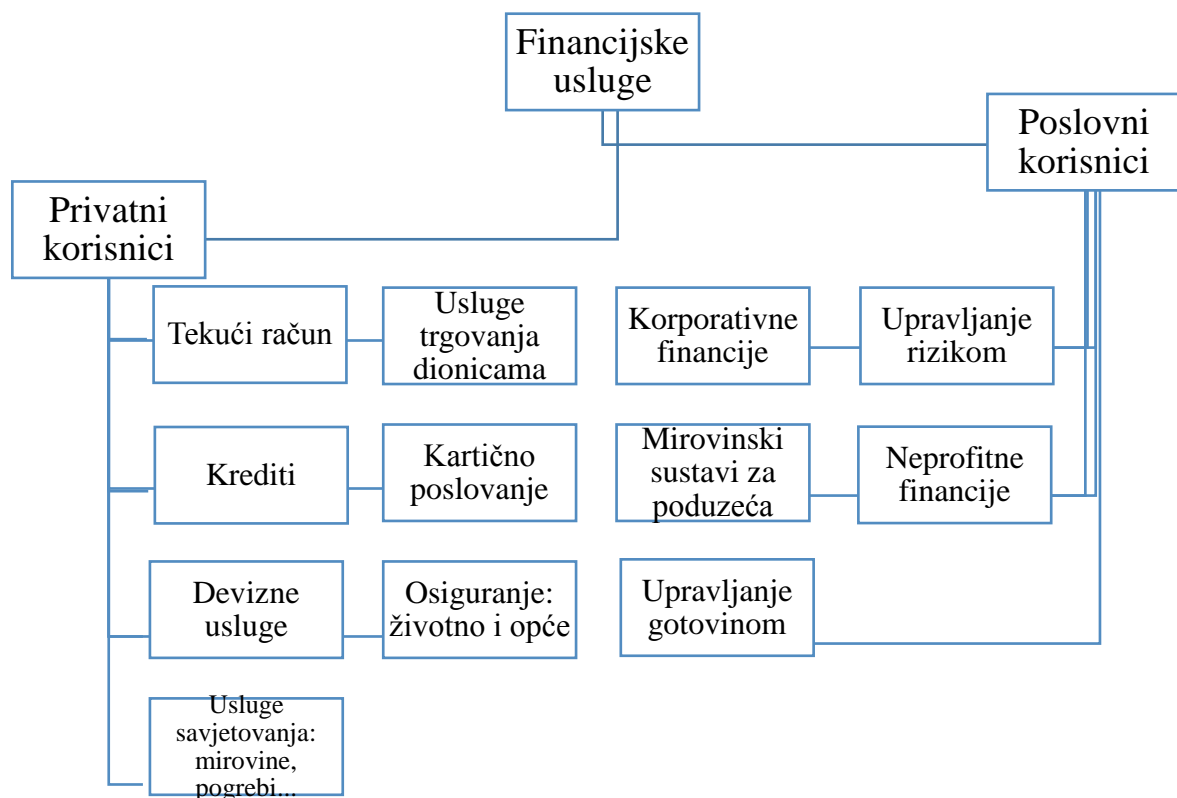 Financijske
usluge
Poslovni
korisnici
Privatni
korisnici
Tekući račun
Usluge
trgovanja
dionicama
Korporativne
financije
Upravljanje
rizikom
Krediti
Kartično
poslovanje
Mirovinski
sustavi za
poduzeća
Neprofitne
financije
Devizne
usluge
Osiguranje:
životno i opće
Upravljanje
gotovinom
Usluge
savjetovanja:
mirovine,
pogrebi...